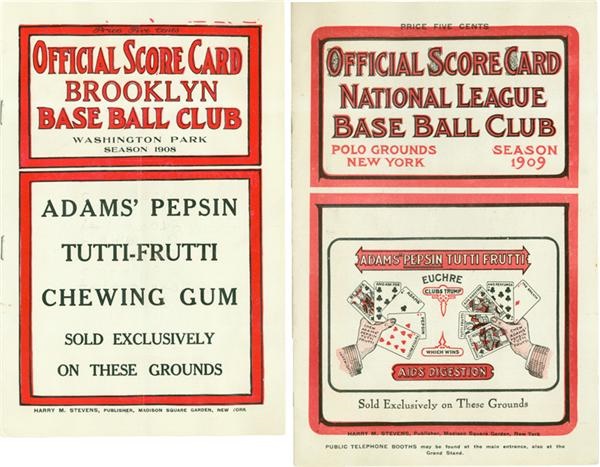 Price Five Cents
OFFICIAL SCORE CARD
BROOKLYN
BASE BALL CLUB
WASHINGTON PARK
SEASON 1908
ADAMS' PEPSIN
TUTTI-FRUTTI
CHEWING GUM
SOLD EXCLUSIVELY
ON THESE GROUNDS
HARRY M. STEVENS, PUBLISHER, MADISON SQUARE GARDEN, NEW YORK
PRICE FIVE CENTS
OFFICIAL SCORE CARD
NATIONAL LEAGUE
BASE BALL CLUB
POLO GROUNDS
NEW YORK
SEASON
1909
ADAMS' PEPSIN TUTTI FRUTTI
EUCHRE
CLUBS TRUMP
WHICH WINS
AIDS DIGESTION
Sold Exclusively on These Grounds
HARRY M. STEVENS, Publisher, Madison Square Garden, New York
PUBLIC TELEPHONE BOOTHS may be found at the main entrance, also at the
Grand Stand.